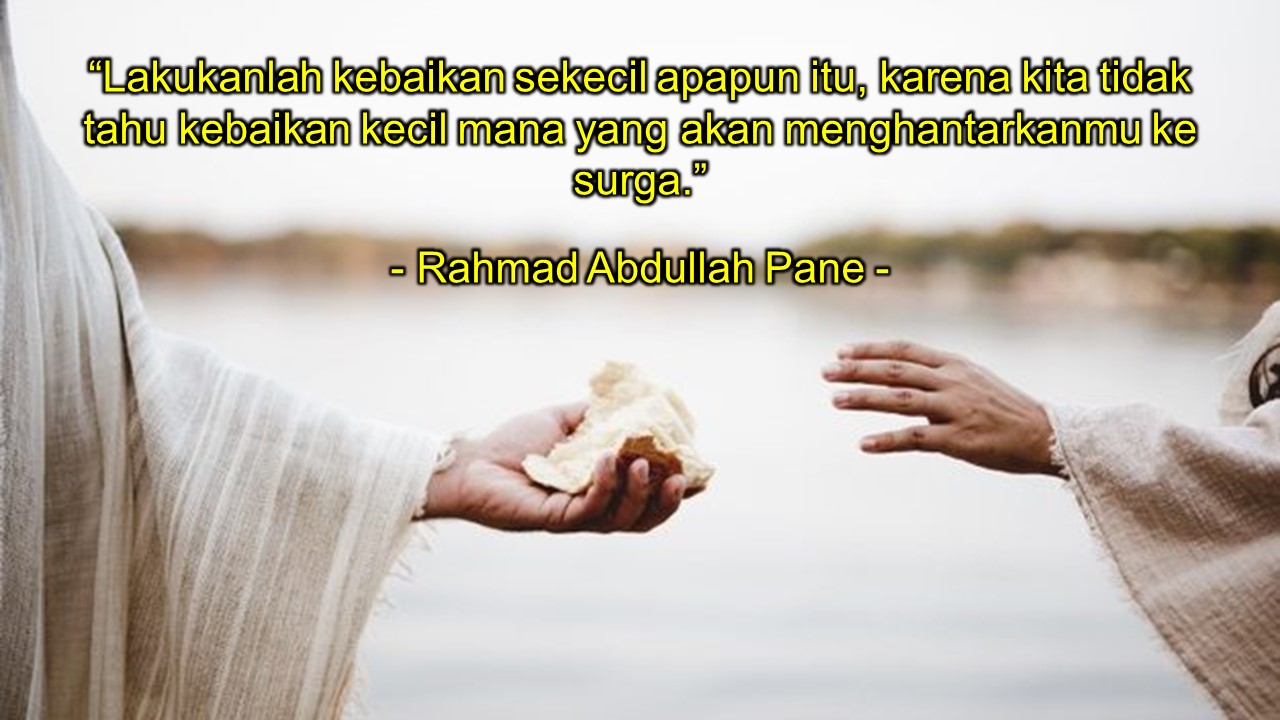 “Lakukanlah kebaikan sekecil apapun itu, karena kita tidak
tahu kebaikan kecil mana yang akan menghantarkanmu ke
surga.”
- Rahmad Abdullah Pane -